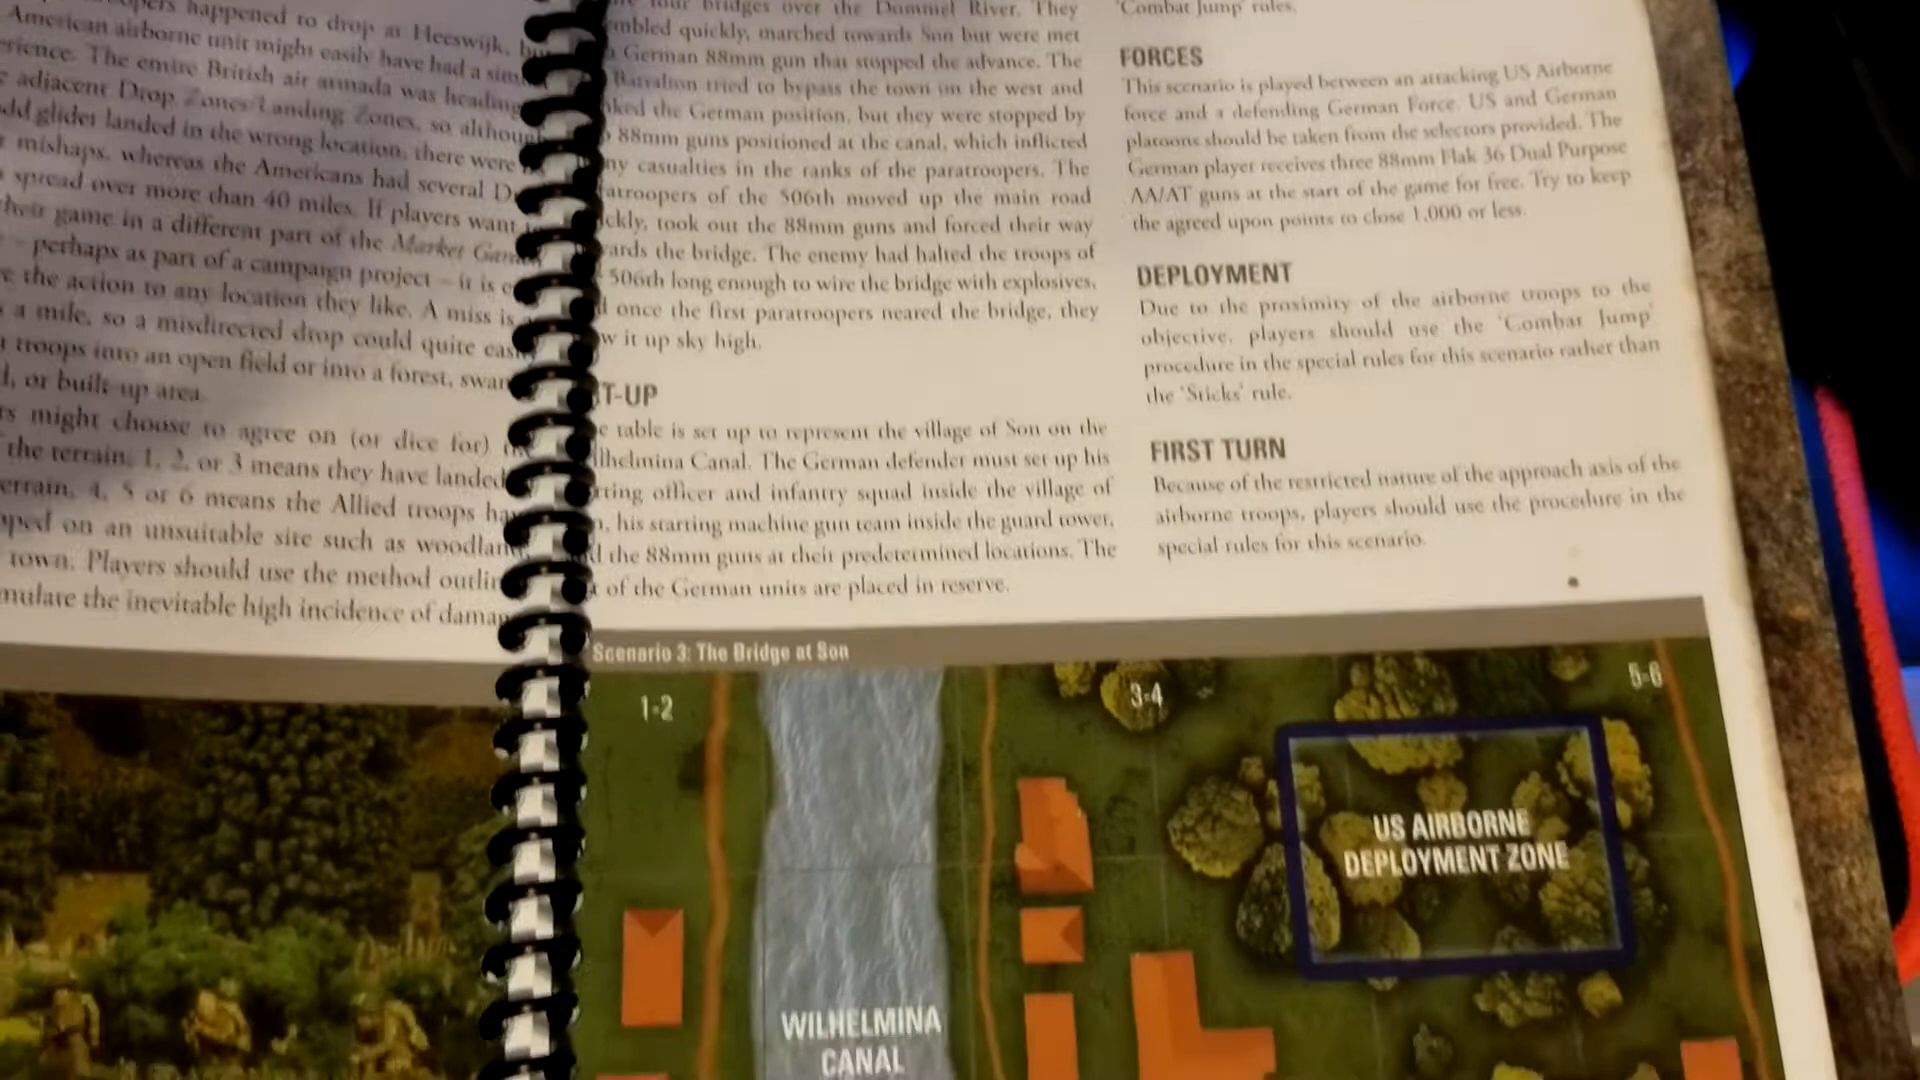 happened to drop at Heeswijk,
American airborne unit might easily have had a
The entire British air armada was heading
adjacent Drop Zones/Landing Zones, so although
odd glider landed in the wrong location, there were
mishaps, whereas the Americans had several
spread over more than 40 miles. If players want
their game in a different part of the Market
– perhaps as part of a campaign project – it is
the action to any location they like. A miss is
a mile, so a misdirected drop could quite
troops into an open field or into a forest,
or built-up area.
might choose to agree on (or dice for)
the terrain: 1, 2, or 3 means they have landed
terrain, 4, 5 or 6 means the Allied troops
on an unsuitable site such as
town. Players should use the method
the inevitable high incidence of
four bridges over the Dommel River. They
quickly, marched towards Son but were met
German 88mm gun that stopped the advance. The
Battalion tried to bypass the town on the west and
the German position, but they were stopped by
88mm guns positioned at the canal, which inflicted
casualties in the ranks of the paratroopers. The
of the 506th moved up the main road
took out the 88mm guns and forced their way
the bridge. The enemy had halted the troops of
506th long enough to wire the bridge with explosives,
once the first paratroopers neared the bridge, they
it up sky high.
T-UP
table is set up to represent the village of Son on the
Canal. The German defender must set up his
officer and infantry squad inside the village of
his starting machine gun team inside the guard tower,
the 88mm guns at their predetermined locations. The
of the German units are placed in reserve.
'Combat Jump' rules.
FORCES
This scenario is played between an attacking US Airborne
force and a defending German Force. US and German
platoons should be taken from the selectors provided. The
German player receives three 88mm Flak 36 Dual Purpose
AA/AT guns at the start of the game for free. Try to keep
the agreed upon points to close 1,000 or less.
DEPLOYMENT
Due to the proximity of the airborne troops to the
objective, players should use the 'Combat Jump'
procedure in the special rules for this scenario rather than
the 'Sticks' rule.
FIRST TURN
Because of the restricted nature of the approach axis of the
airborne troops, players should use the procedure in the
special rules for this scenario.
Scenario 3: The Bridge at Son
1-2
3-4
5-6
US AIRBORNE
DEPLOYMENT ZONE
WILHELMINA
CANAL